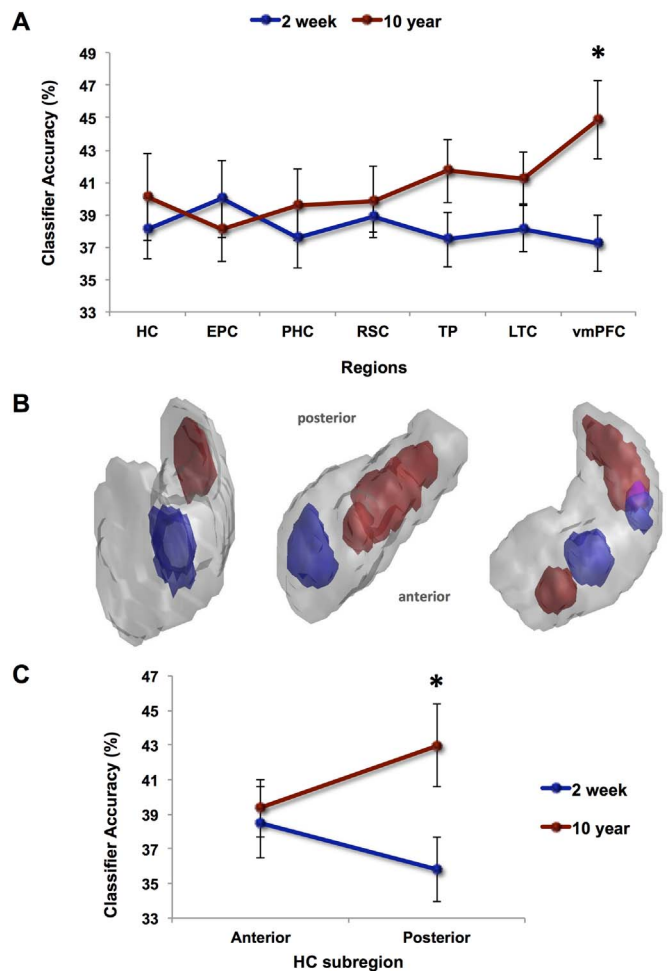 A
2 week 10 year
Classifier Accuracy (%)
49
47
45
43
41
39
37
35
33
*
HC EPC PHC RSC TP LTC vmPFC
Regions
B
posterior
anterior
C
Classifier Accuracy (%)
47
45
43
41
39
37
35
33
*
2 week
10 year
Anterior Posterior
HC subregion